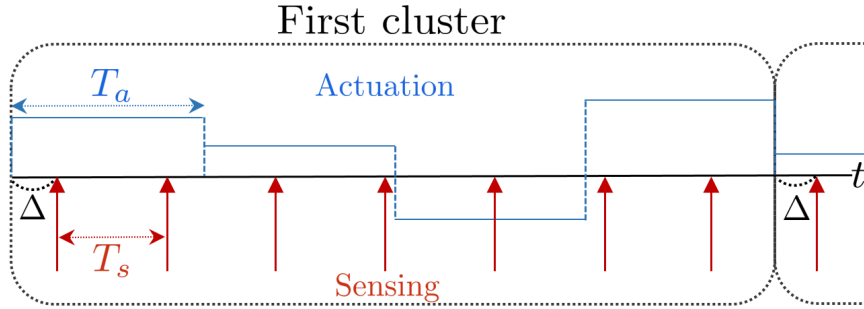 First cluster
T_a
Actuation
t
Δ
Δ
T_s
Sensing